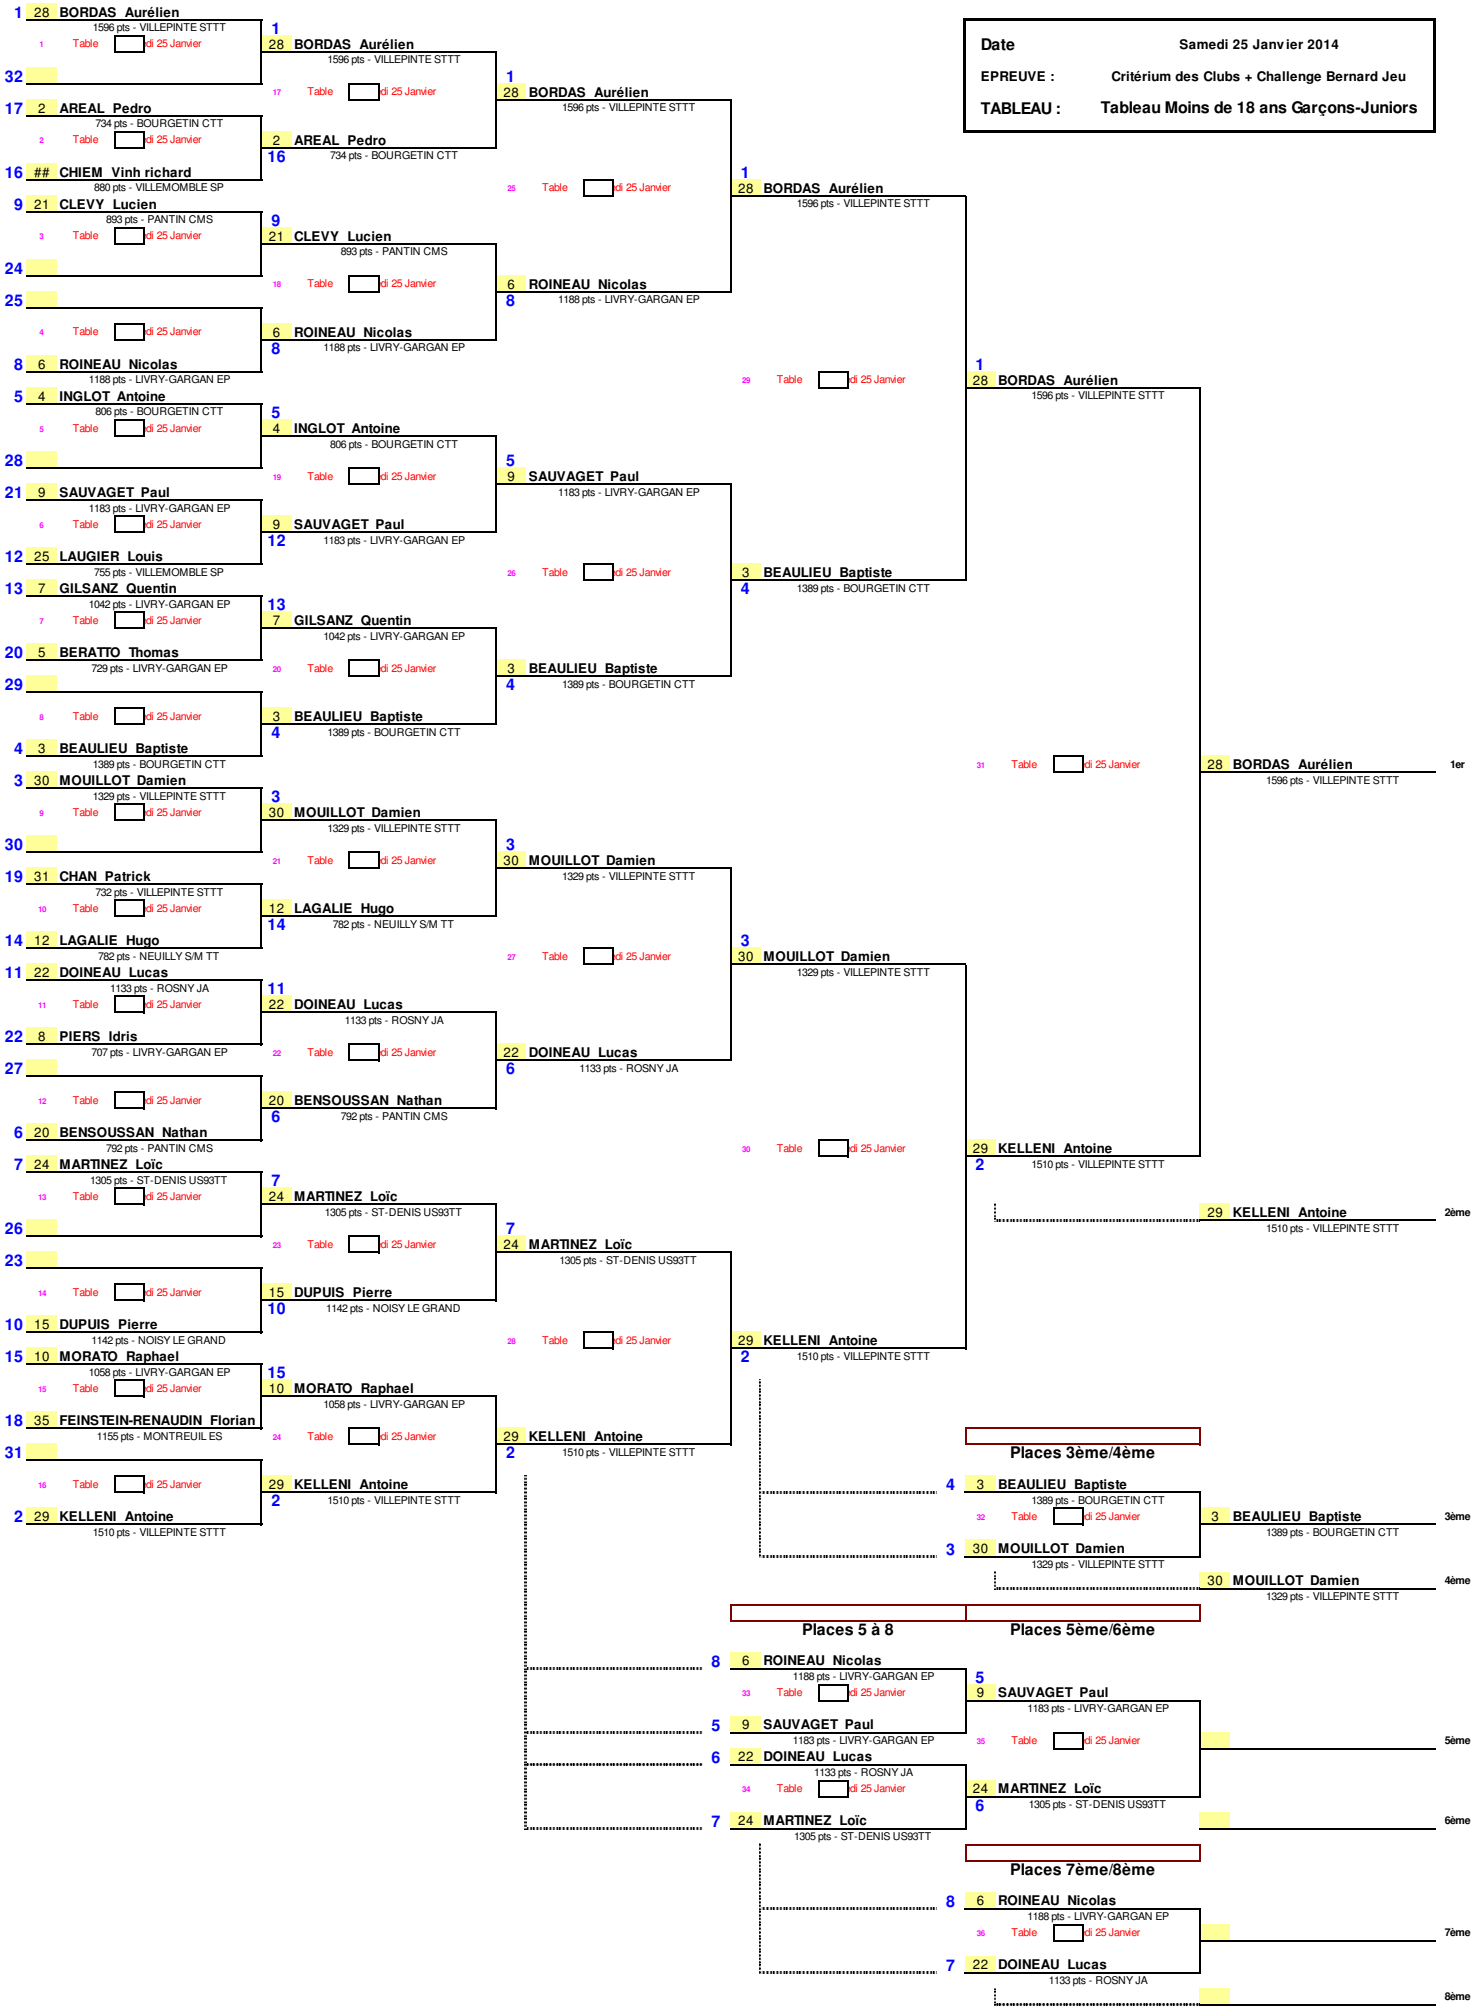 Date Samedi 25 Janvier 2014
EPREUVE : Critérium des Clubs + Challenge Bernard Jeu
TABLEAU : Tableau Moins de 18 ans Garçons-Juniors
1 28 BORDAS Aurélien
1596 pts - VILLEPINTE STTT
1 Table di 25 Janvier
32
17 2 AREAL Pedro
734 pts - BOURGETIN CTT
2 Table di 25 Janvier
16 ## CHIEM Vinh richard
880 pts - VILLEMOMBLE SP
9 21 CLEVY Lucien
893 pts - PANTIN CMS
3 Table di 25 Janvier
24
25
4 Table di 25 Janvier
8 6 ROINEAU Nicolas
1188 pts - LIVRY-GARGAN EP
5 4 INGLOT Antoine
806 pts - BOURGETIN CTT
5 Table di 25 Janvier
28
21 9 SAUVAGET Paul
1183 pts - LIVRY-GARGAN EP
6 Table di 25 Janvier
12 25 LAUGIER Louis
755 pts - VILLEMOMBLE SP
13 7 GILSANZ Quentin
1042 pts - LIVRY-GARGAN EP
7 Table di 25 Janvier
20 5 BERATTO Thomas
729 pts - LIVRY-GARGAN EP
29
8 Table di 25 Janvier
4 3 BEAULIEU Baptiste
1389 pts - BOURGETIN CTT
3 30 MOUILLOT Damien
1329 pts - VILLEPINTE STTT
9 Table di 25 Janvier
30
19 31 CHAN Patrick
732 pts - VILLEPINTE STTT
10 Table di 25 Janvier
14 12 LAGALIE Hugo
782 pts - NEUILLY S/M TT
11 22 DOINEAU Lucas
1133 pts - ROSNY JA
11 Table di 25 Janvier
22 8 PIERS Idris
707 pts - LIVRY-GARGAN EP
27
12 Table di 25 Janvier
6 20 BENSOUSSAN Nathan
792 pts - PANTIN CMS
7 24 MARTINEZ Loïc
1305 pts - ST-DENIS US93TT
13 Table di 25 Janvier
26
23
14 Table di 25 Janvier
10 15 DUPUIS Pierre
1142 pts - NOISY LE GRAND
15 10 MORATO Raphael
1058 pts - LIVRY-GARGAN EP
15 Table di 25 Janvier
18 35 FEINSTEIN-RENAUDIN Florian
1155 pts - MONTREUIL ES
31
16 Table di 25 Janvier
2 29 KELLENI Antoine
1510 pts - VILLEPINTE STTT
1
28 BORDAS Aurélien
1596 pts - VILLEPINTE STTT
17 Table di 25 Janvier
2 AREAL Pedro
16 734 pts - BOURGETIN CTT
9
21 CLEVY Lucien
893 pts - PANTIN CMS
18 Table di 25 Janvier
6 ROINEAU Nicolas
8 1188 pts - LIVRY-GARGAN EP
5
4 INGLOT Antoine
806 pts - BOURGETIN CTT
19 Table di 25 Janvier
9 SAUVAGET Paul
12 1183 pts - LIVRY-GARGAN EP
13
7 GILSANZ Quentin
1042 pts - LIVRY-GARGAN EP
20 Table di 25 Janvier
3 BEAULIEU Baptiste
4 1389 pts - BOURGETIN CTT
3
30 MOUILLOT Damien
1329 pts - VILLEPINTE STTT
21 Table di 25 Janvier
12 LAGALIE Hugo
14 782 pts - NEUILLY S/M TT
11
22 DOINEAU Lucas
1133 pts - ROSNY JA
22 Table di 25 Janvier
20 BENSOUSSAN Nathan
6 792 pts - PANTIN CMS
7
24 MARTINEZ Loïc
1305 pts - ST-DENIS US93TT
23 Table di 25 Janvier
15 DUPUIS Pierre
10 1142 pts - NOISY LE GRAND
15
10 MORATO Raphael
1058 pts - LIVRY-GARGAN EP
24 Table di 25 Janvier
29 KELLENI Antoine
2 1510 pts - VILLEPINTE STTT
1
28 BORDAS Aurélien
1596 pts - VILLEPINTE STTT
25 Table di 25 Janvier
6 ROINEAU Nicolas
8 1188 pts - LIVRY-GARGAN EP
5
9 SAUVAGET Paul
1183 pts - LIVRY-GARGAN EP
26 Table di 25 Janvier
3 BEAULIEU Baptiste
4 1389 pts - BOURGETIN CTT
3
30 MOUILLOT Damien
1329 pts - VILLEPINTE STTT
27 Table di 25 Janvier
22 DOINEAU Lucas
6 1133 pts - ROSNY JA
7
24 MARTINEZ Loïc
1305 pts - ST-DENIS US93TT
28 Table di 25 Janvier
29 KELLENI Antoine
2 1510 pts - VILLEPINTE STTT
1
28 BORDAS Aurélien
1596 pts - VILLEPINTE STTT
29 Table di 25 Janvier
3 BEAULIEU Baptiste
4 1389 pts - BOURGETIN CTT
3
30 MOUILLOT Damien
1329 pts - VILLEPINTE STTT
30 Table di 25 Janvier
29 KELLENI Antoine
2 1510 pts - VILLEPINTE STTT
1
28 BORDAS Aurélien
1596 pts - VILLEPINTE STTT
31 Table di 25 Janvier
29 KELLENI Antoine
2 1510 pts - VILLEPINTE STTT
28 BORDAS Aurélien 1er
1596 pts - VILLEPINTE STTT
29 KELLENI Antoine 2ème
1510 pts - VILLEPINTE STTT
Places 3ème/4ème
4 3 BEAULIEU Baptiste
1389 pts - BOURGETIN CTT
32 Table di 25 Janvier
3 30 MOUILLOT Damien
1329 pts - VILLEPINTE STTT
3 BEAULIEU Baptiste 3ème
1389 pts - BOURGETIN CTT
30 MOUILLOT Damien 4ème
1329 pts - VILLEPINTE STTT
Places 5 à 8
8 6 ROINEAU Nicolas
1188 pts - LIVRY-GARGAN EP
33 Table di 25 Janvier
5 9 SAUVAGET Paul
1183 pts - LIVRY-GARGAN EP
6 22 DOINEAU Lucas
1133 pts - ROSNY JA
34 Table di 25 Janvier
7 24 MARTINEZ Loïc
1305 pts - ST-DENIS US93TT
Places 5ème/6ème
5
9 SAUVAGET Paul
1183 pts - LIVRY-GARGAN EP
35 Table di 25 Janvier
24 MARTINEZ Loïc
6 1305 pts - ST-DENIS US93TT
5ème
6ème
Places 7ème/8ème
8 6 ROINEAU Nicolas
1188 pts - LIVRY-GARGAN EP
36 Table di 25 Janvier
7 22 DOINEAU Lucas
1133 pts - ROSNY JA
7ème
8ème